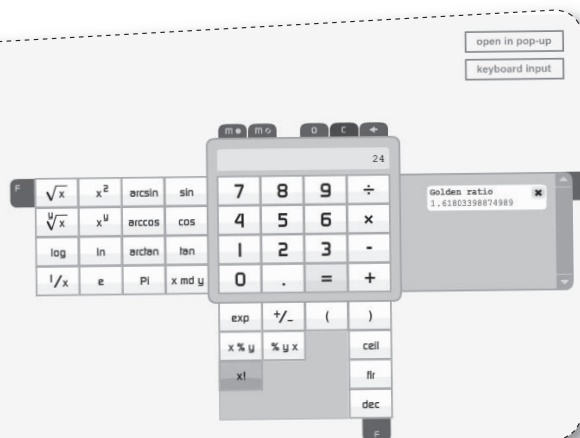 open in pop-up
keyboard input
m● m○ 0 C ←
24
F √x x² arcsin sin 7 8 9 ÷ Golden ratio ✖
1,61803398874989
ʸ√x xʸ arccos cos 4 5 6 ×
log ln arctan tan 1 2 3 -
1/x e PI x md y 0 . = +
exp +/_ ( )
x % y % y x ceil
x! flr
dec
F